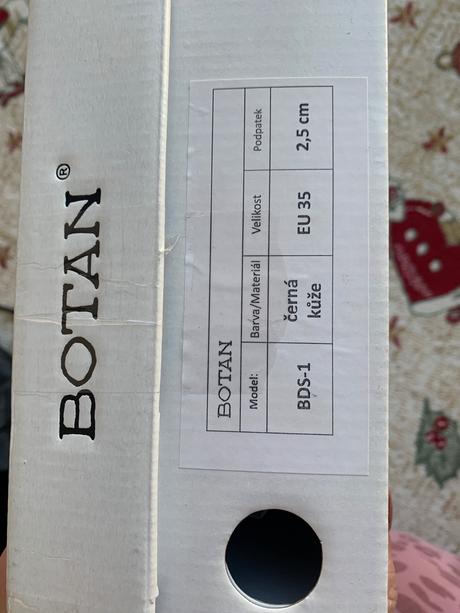 BOTAN®
BOTAN
Model: Barva/Materiál Velikost Podpatek
BDS-1 černá kůže EU 35 2,5 cm